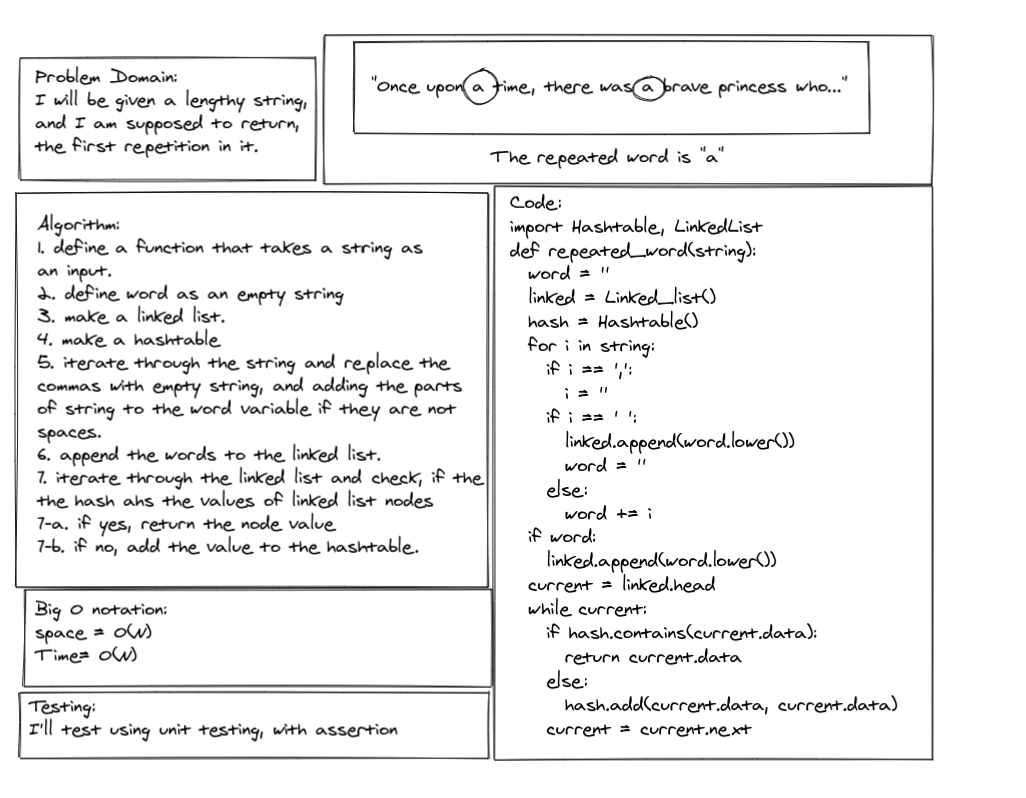 Problem Domain:
I will be given a lengthy string,
and I am supposed to return,
the first repetition in it.
"Once upon a time, there was a brave princess who..."
The repeated word is "a"
Algorithm:
1. define a function that takes a string as
an input.
2. define word as an empty string
3. make a linked list.
4. make a hashtable
5. iterate through the string and replace the
commas with empty string, and adding the parts
of string to the word variable if they are not
spaces.
6. append the words to the linked list.
7. iterate through the linked list and check, if the
the hash ahs the values of linked list nodes
7-a. if yes, return the node value
7-b. if no, add the value to the hashtable.
Big O notation:
space = O(N)
Time= O(N)
Testing:
I'll test using unit testing, with assertion
Code:
import Hashtable, LinkedList
def repeated_word(string):
word = ''
linked = Linked_list()
hash = Hashtable()
for i in string:
if i == ',':
i = ''
if i == ' ':
linked.append(word.lower())
word = ''
else:
word += i
if word:
linked.append(word.lower())
current = linked.head
while current:
if hash.contains(current.data):
return current.data
else:
hash.add(current.data, current.data)
current = current.next